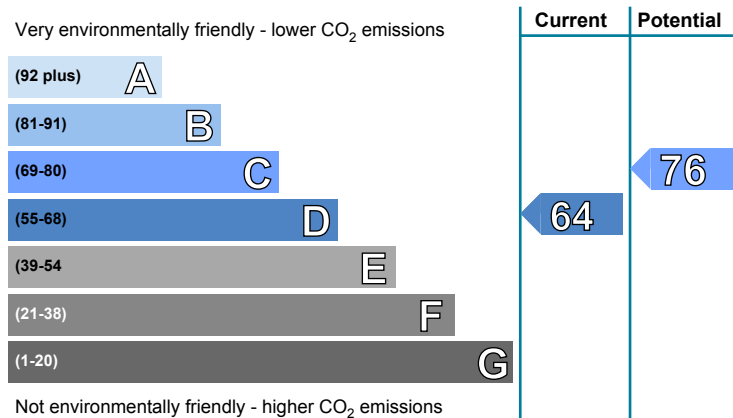 Current Potential
Very environmentally friendly - lower CO2 emissions
(92 plus) A
(81-91) B
(69-80) C 76
(55-68) D 64
(39-54 E
(21-38) F
(1-20) G
Not environmentally friendly - higher CO2 emissions